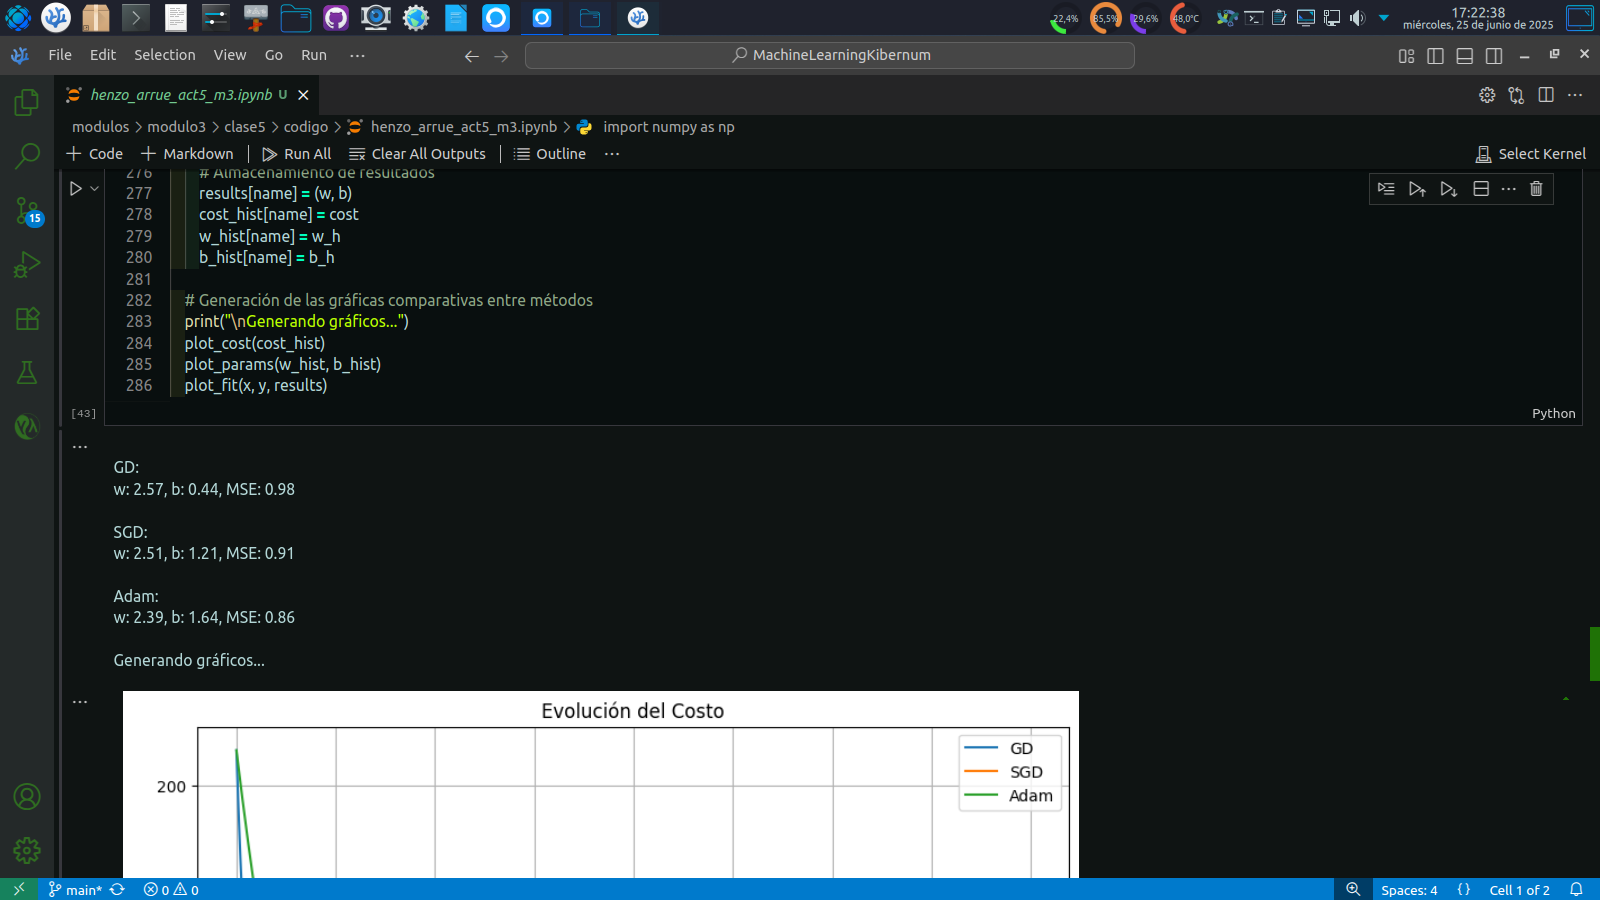 22,4%
85,5%
29,6%
48,0°C
17:22:38
miércoles, 25 de junio de 2025
File Edit Selection View Go Run ···
MachineLearningKibernum
henzo_arrue_act5_m3.ipynb U
modulos > modulo3 > clase5 > codigo > henzo_arrue_act5_m3.ipynb > import numpy as np
+ Code + Markdown | Run All Clear All Outputs | Outline ···
Select Kernel
276 # Almacenamiento de resultados
277 results[name] = (w, b)
278 cost_hist[name] = cost
279 w_hist[name] = w_h
280 b_hist[name] = b_h
281
282 # Generación de las gráficas comparativas entre métodos
283 print("\nGenerando gráficos...")
284 plot_cost(cost_hist)
285 plot_params(w_hist, b_hist)
286 plot_fit(x, y, results)
[43]
Python
15
GD:
w: 2.57, b: 0.44, MSE: 0.98
SGD:
w: 2.51, b: 1.21, MSE: 0.91
Adam:
w: 2.39, b: 1.64, MSE: 0.86
Generando gráficos...
Evolución del Costo
GD
SGD
Adam
200
main* 0 0
Spaces: 4 {} Cell 1 of 2